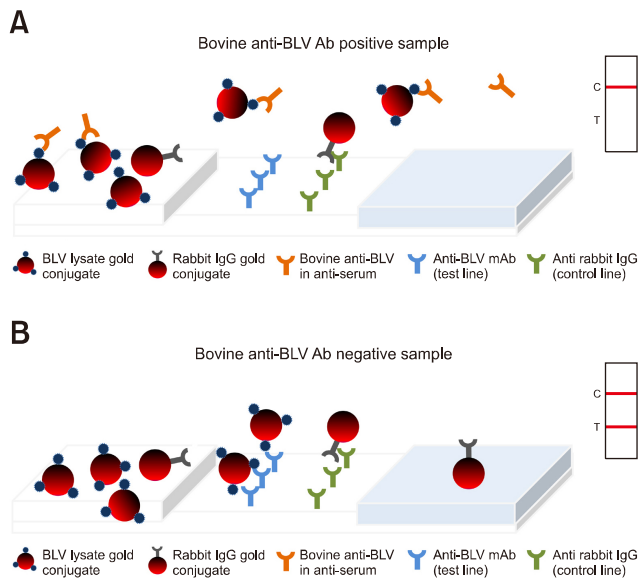 A
Bovine anti-BLV Ab positive sample
C
T
BLV lysate gold conjugate
Rabbit IgG gold conjugate
Bovine anti-BLV in anti-serum
Anti-BLV mAb (test line)
Anti rabbit IgG (control line)
B
Bovine anti-BLV Ab negative sample
C
T
BLV lysate gold conjugate
Rabbit IgG gold conjugate
Bovine anti-BLV in anti-serum
Anti-BLV mAb (test line)
Anti rabbit IgG (control line)